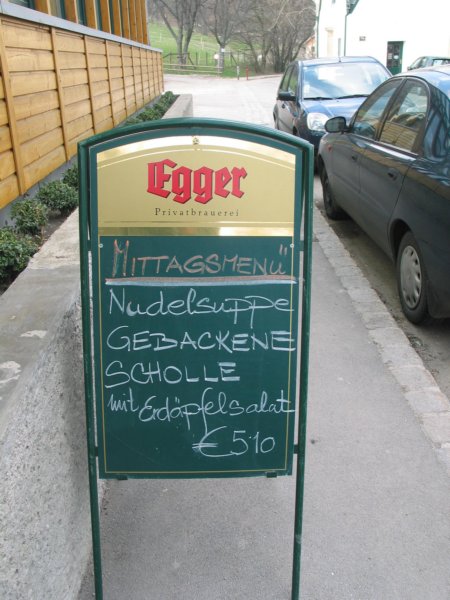 Egger
Privatbrauerei
MITTAGSMENÜ
Nudelsuppe
GEBACKENE
SCHOLLE
mit Erdäpfelsalat
€ 5.10